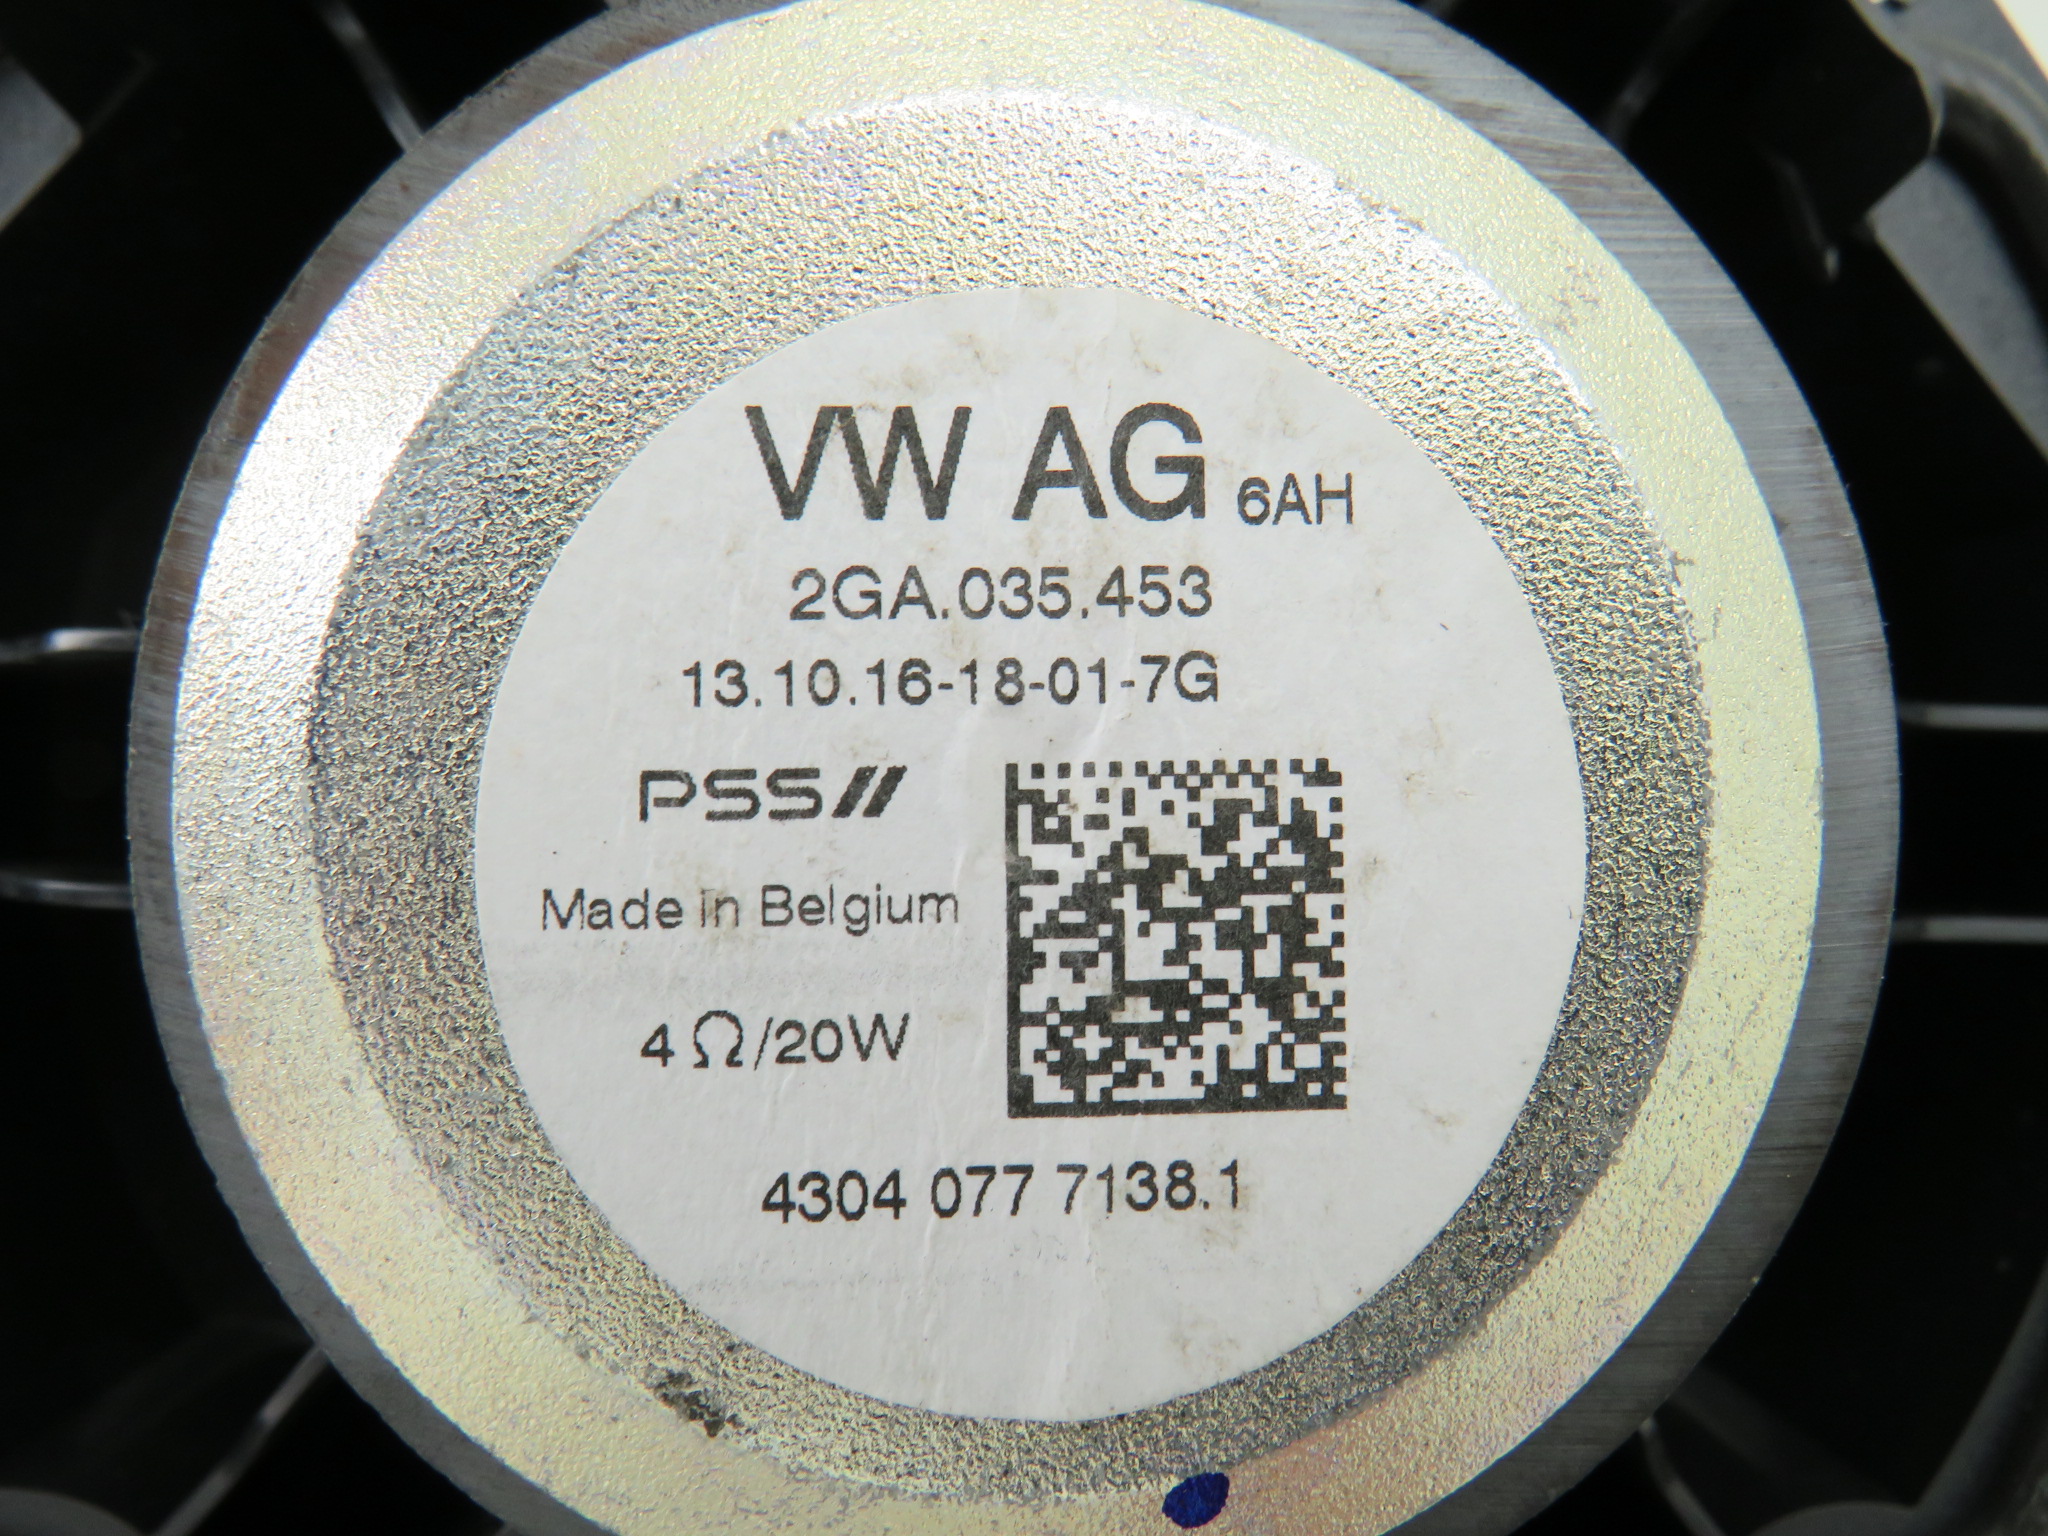 VW AG 6AH
2GA.035.453
13.10.16-18-01-7G
PSS//
Made in Belgium
4 Ω/20W
4304 077 7138.1